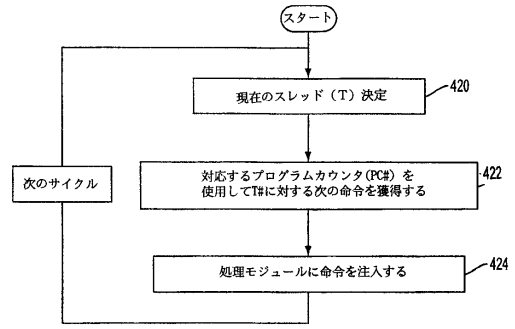 スタート
現在のスレッド（T）決定
420
対応するプログラムカウンタ(PC#) を
使用してT#に対する次の命令を獲得する
422
次のサイクル
処理モジュールに命令を注入する
424